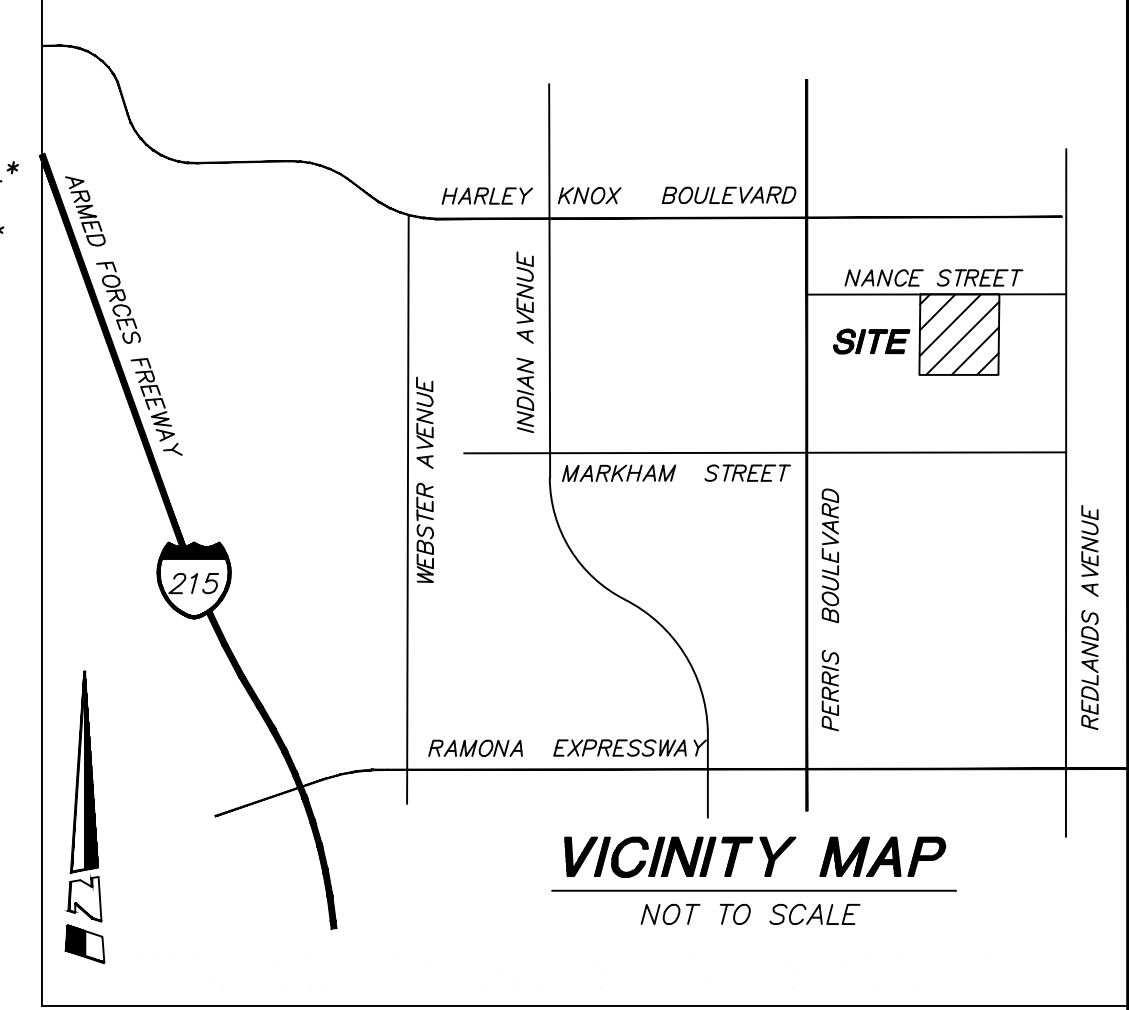 *
*
HARLEY KNOX BOULEVARD
ARMED FORCES FREEWAY
NANCE STREET
INDIAN AVENUE
SITE
WEBSTER AVENUE
MARKHAM STREET
PERRIS BOULEVARD
REDLANDS AVENUE
215
RAMONA EXPRESSWAY
N
VICINITY MAP
NOT TO SCALE